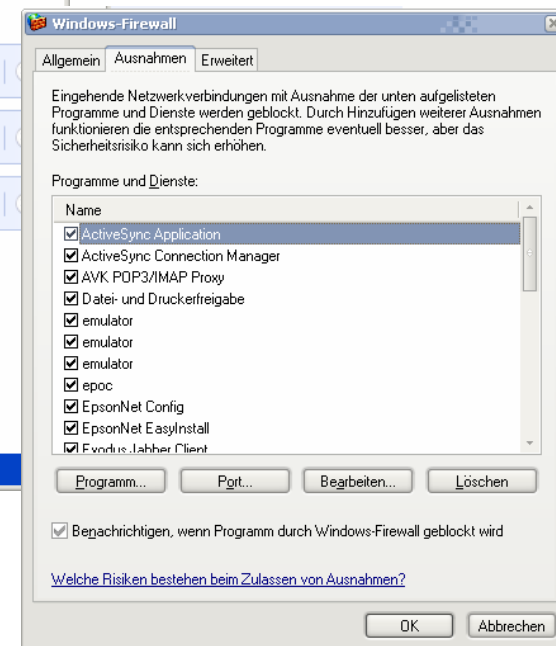 Windows-Firewall
Allgemein Ausnahmen Erweitert
Eingehende Netzwerkverbindungen mit Ausnahme der unten aufgelisteten
Programme und Dienste werden geblockt. Durch Hinzufügen weiterer Ausnahmen
funktionieren die entsprechenden Programme eventuell besser, aber das
Sicherheitsrisiko kann sich erhöhen.
Programme und Dienste:
Name
ActiveSync Application
ActiveSync Connection Manager
AVK POP3/IMAP Proxy
Datei- und Druckerfreigabe
emulator
emulator
emulator
epoc
EpsonNet Config
EpsonNet EasyInstall
Exodus Jabber Client
Programm... Port... Bearbeiten... Löschen
Benachrichtigen, wenn Programm durch Windows-Firewall geblockt wird
Welche Risiken bestehen beim Zulassen von Ausnahmen?
OK Abbrechen